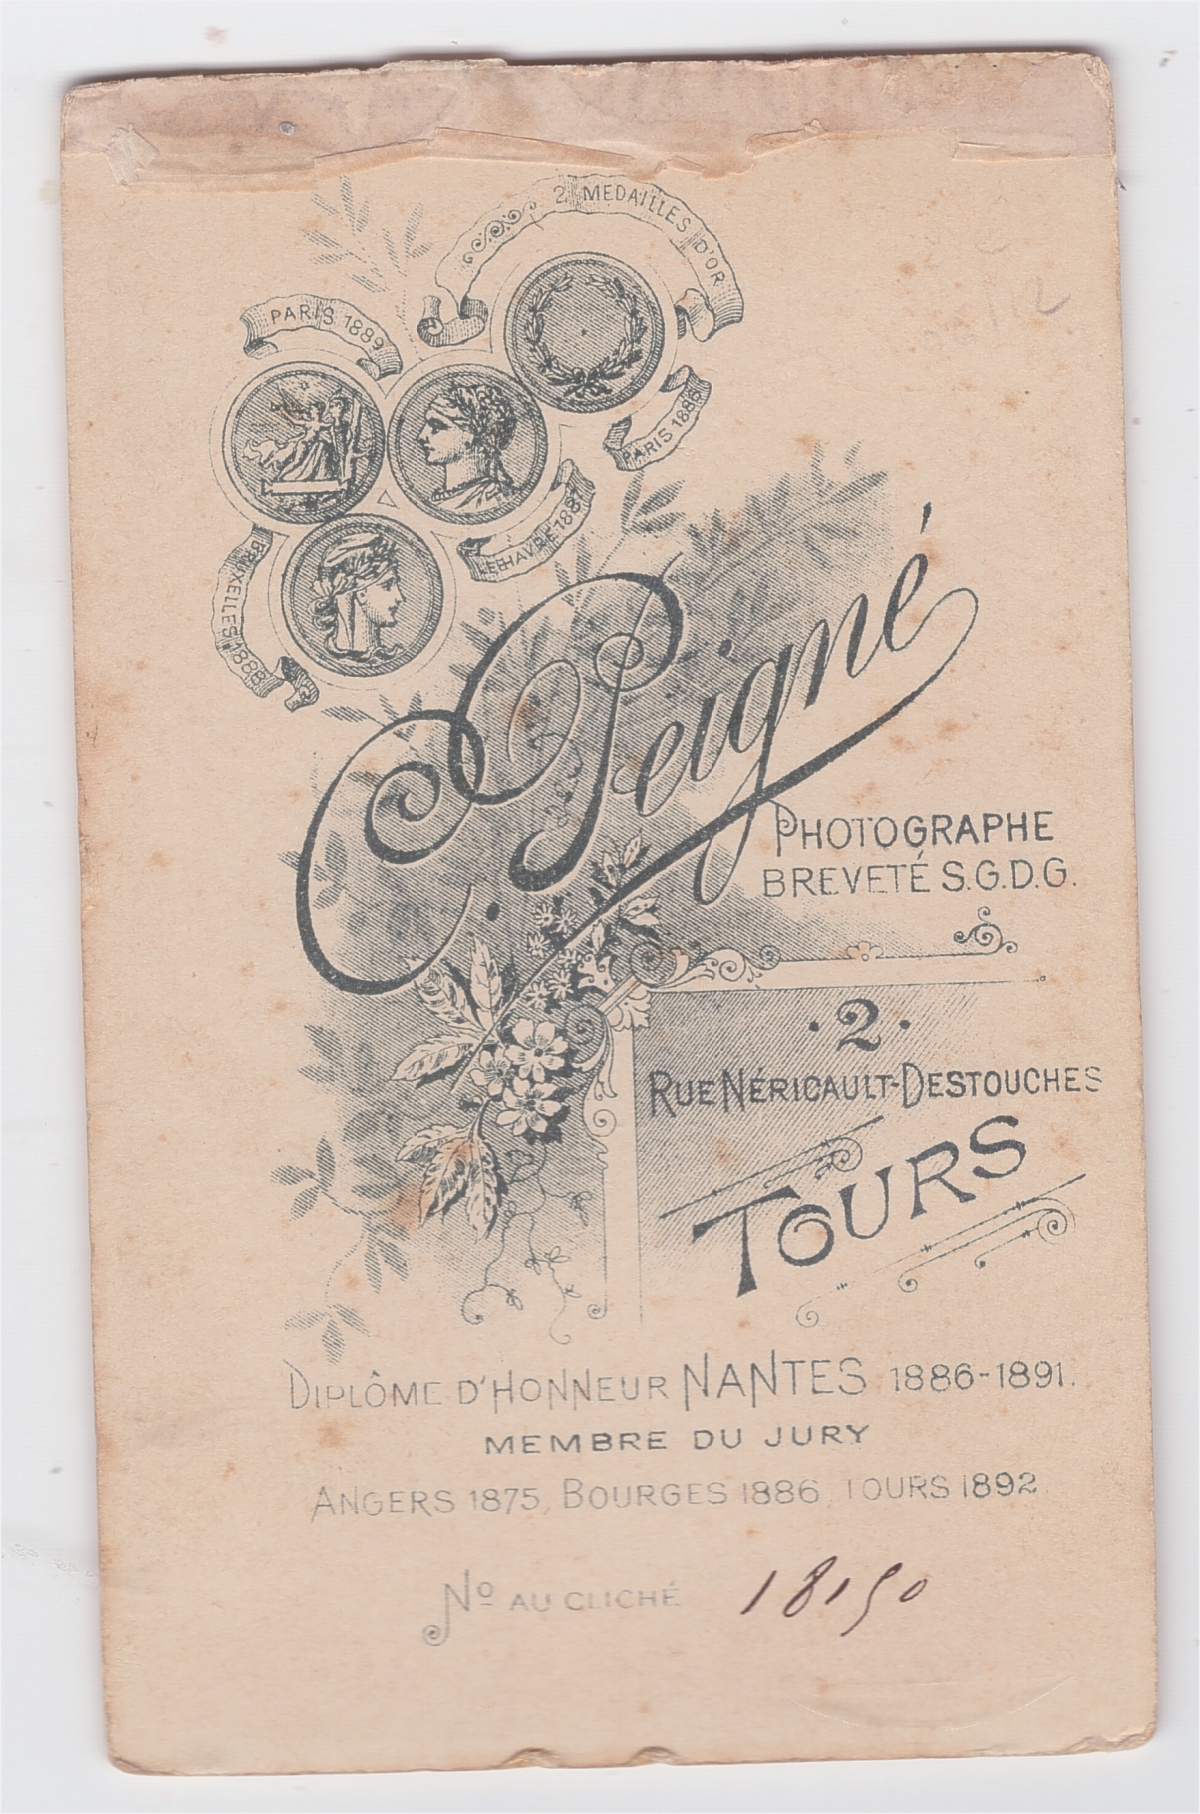 2 MEDAILLES D'OR
PARIS 1889
PARIS 1886
LE HAVRE 1887
BRUXELLES 1888
C. Peigné
PHOTOGRAPHE
BREVETÉ S.G.D.G.
·2·
RUE NÉRICAULT-DESTOUCHES
TOURS
DIPLÔME D'HONNEUR NANTES 1886-1891.
MEMBRE DU JURY
ANGERS 1875, BOURGES 1886, TOURS 1892.
No AU CLICHÉ 18150